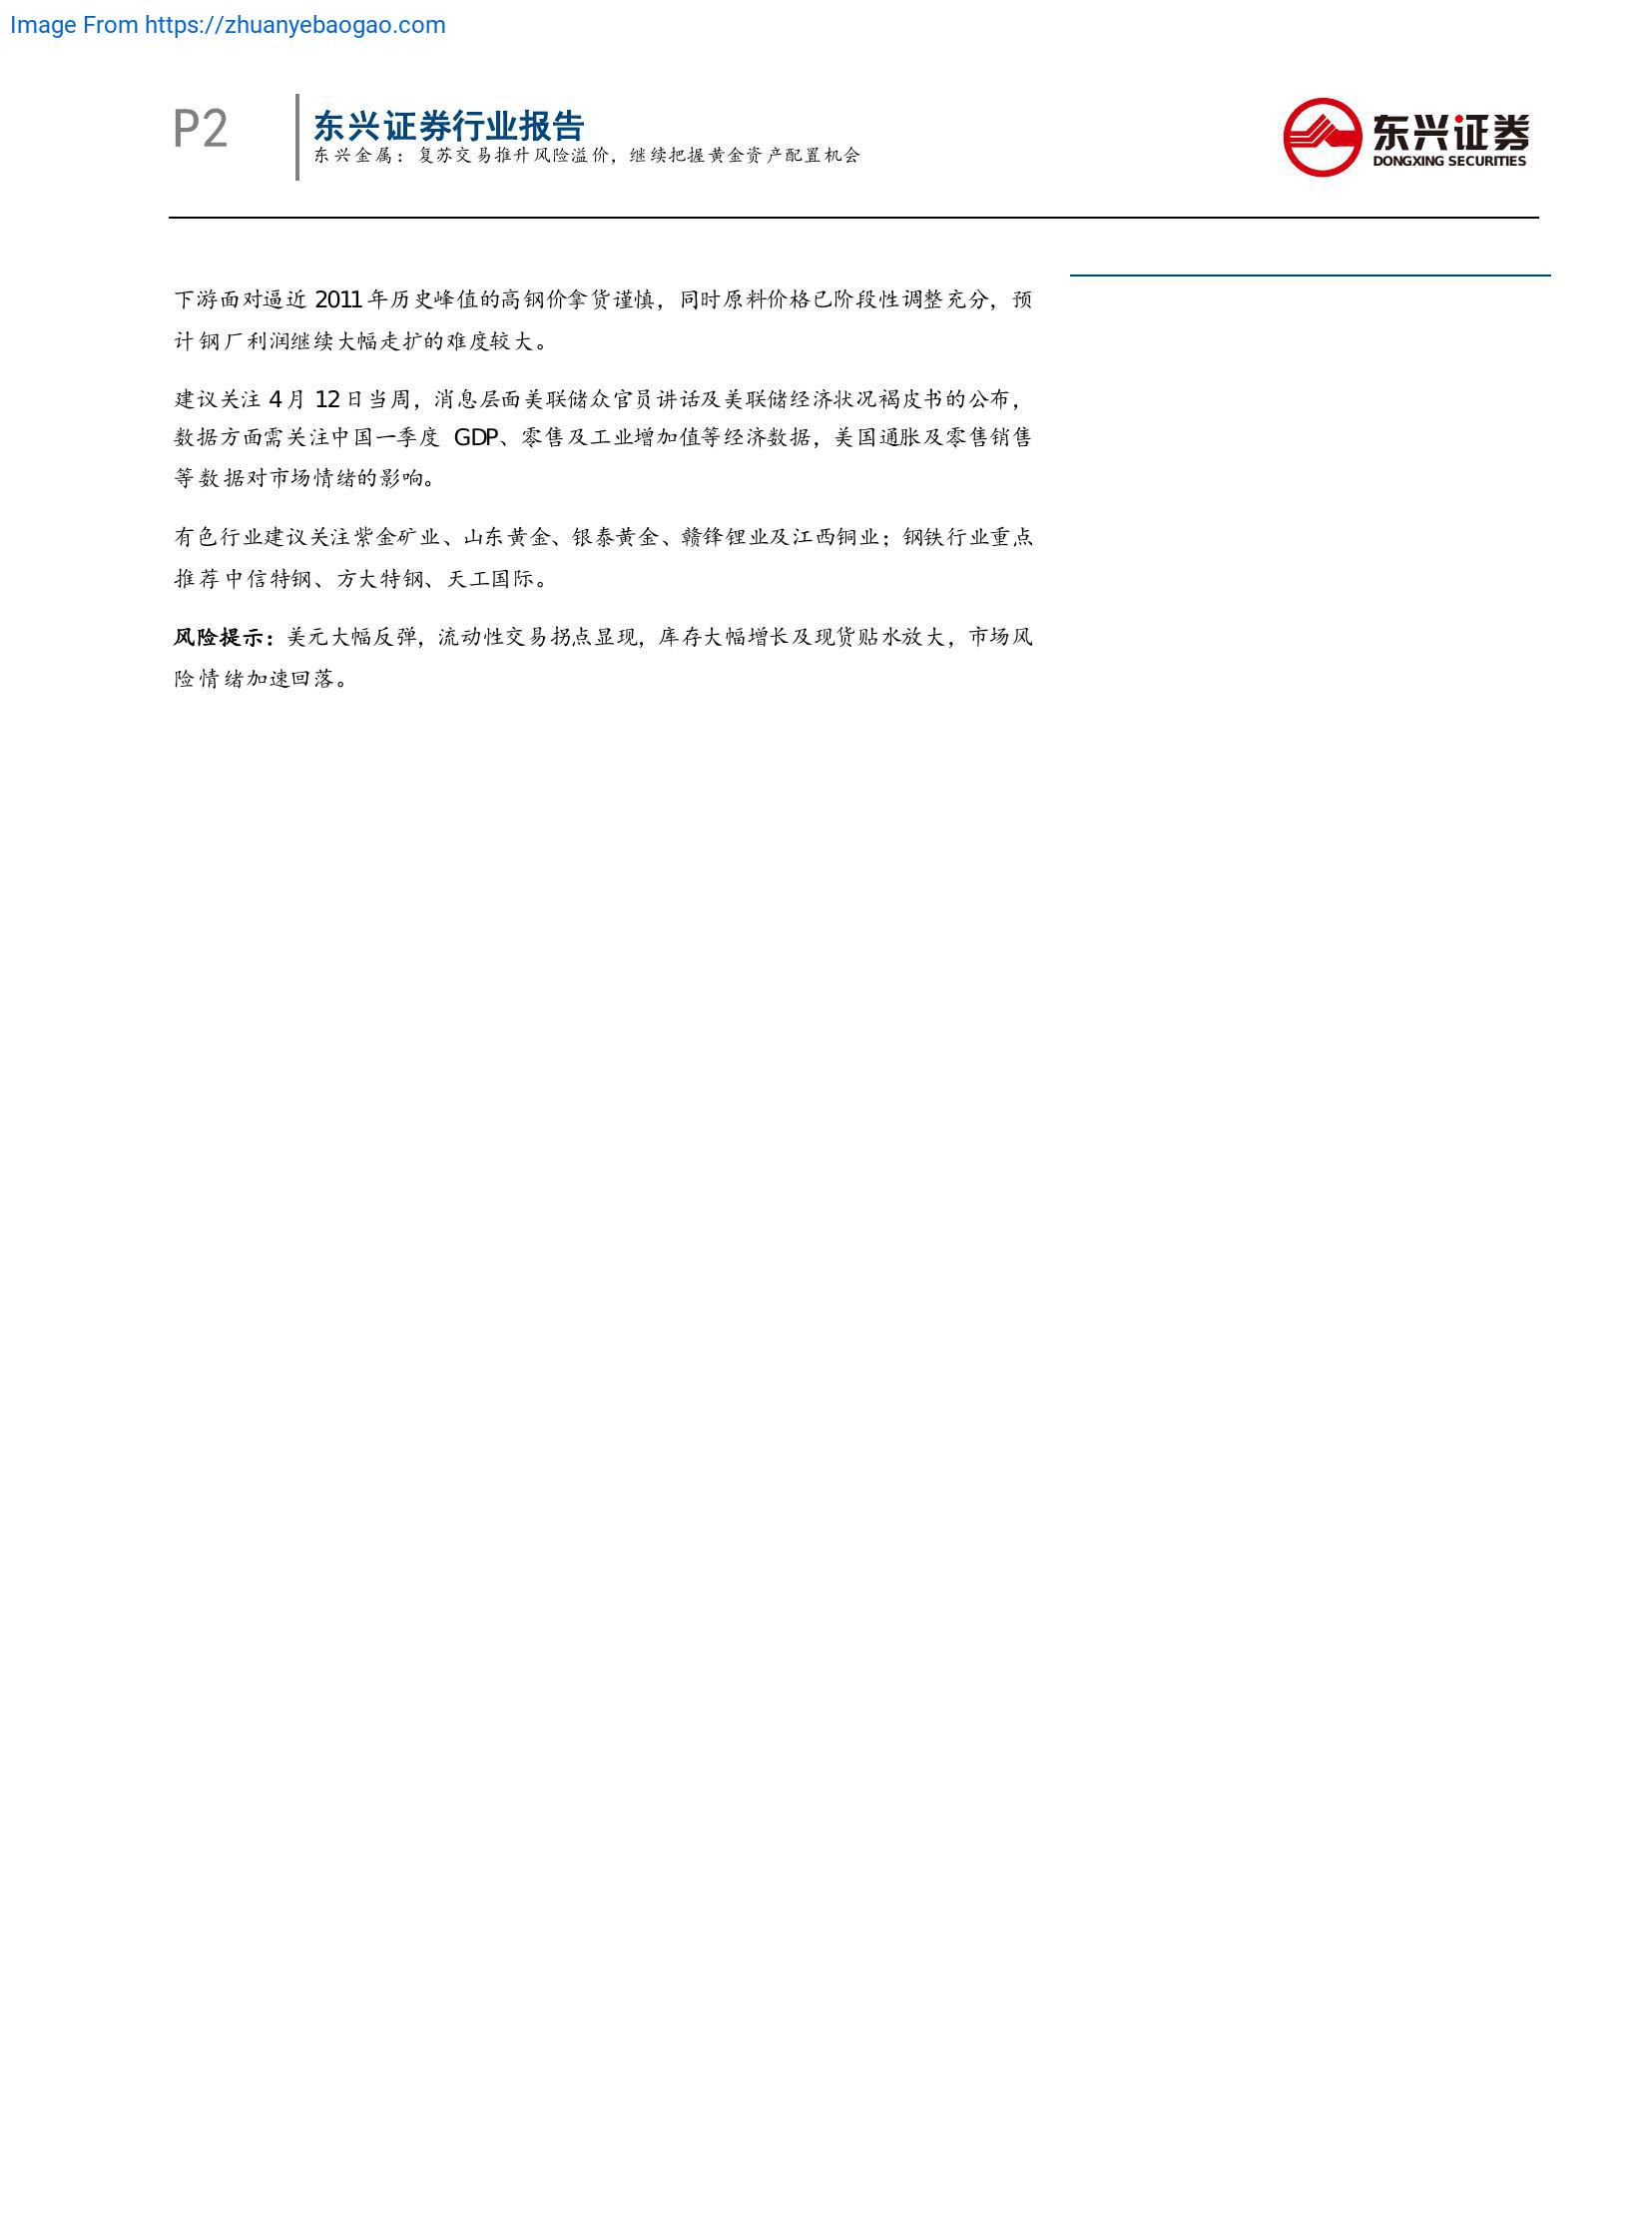 Image From https://zhuanyebaogao.com
P2
东兴证券行业报告
东兴金属：复苏交易推升风险溢价，继续把握黄金资产配置机会
东兴证券
DONGXING SECURITIES
下游面对逼近 2011 年历史峰值的高钢价拿货谨慎，同时原料价格已阶段性调整充分，预
计钢厂利润继续大幅走扩的难度较大。
建议关注 4 月 12 日当周，消息层面美联储众官员讲话及美联储经济状况褐皮书的公布，
数据方面需关注中国一季度 GDP、零售及工业增加值等经济数据，美国通胀及零售销售
等数据对市场情绪的影响。
有色行业建议关注紫金矿业、山东黄金、银泰黄金、赣锋锂业及江西铜业；钢铁行业重点
推荐中信特钢、方大特钢、天工国际。
风险提示：美元大幅反弹，流动性交易拐点显现，库存大幅增长及现货贴水放大，市场风
险情绪加速回落。